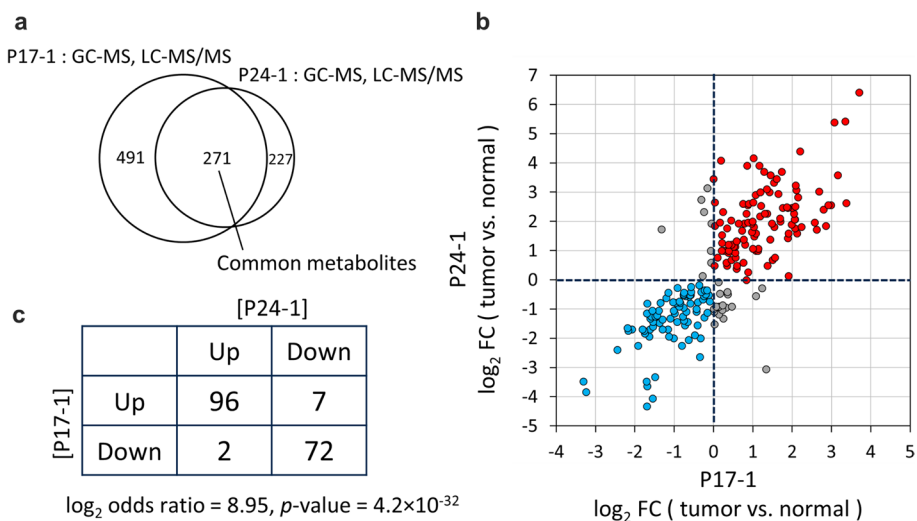 a
P17-1 : GC-MS, LC-MS/MS
P24-1 : GC-MS, LC-MS/MS
491
271
227
Common metabolites
b
7
6
5
4
3
2
1
0
-1
-2
-3
-4
-5
-4 -3 -2 -1 0 1 2 3 4 5
P24-1
log2 FC ( tumor vs. normal )
P17-1
log2 FC ( tumor vs. normal )
c
[P24-1]
[P17-1]
Up Down
Up 96 7
Down 2 72
log2 odds ratio = 8.95, p-value = 4.2×10-32